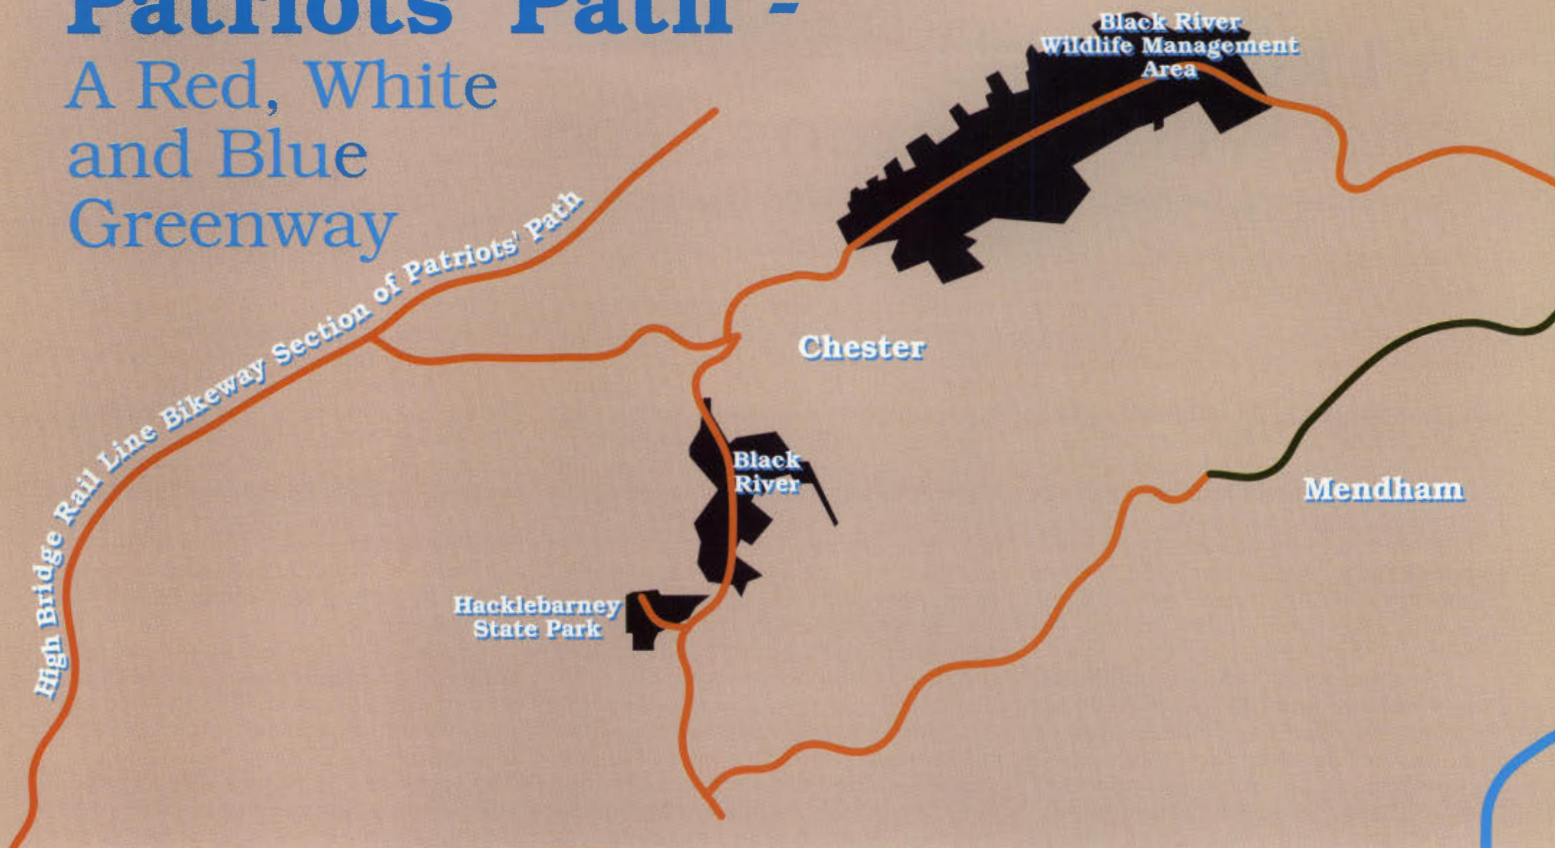 Patriots' Path -
A Red, White
and Blue
Greenway
Black River
Wildlife Management
Area
High Bridge Rail Line Bikeway Section of Patriots' Path
Chester
Black
River
Mendham
Hacklebarney
State Park